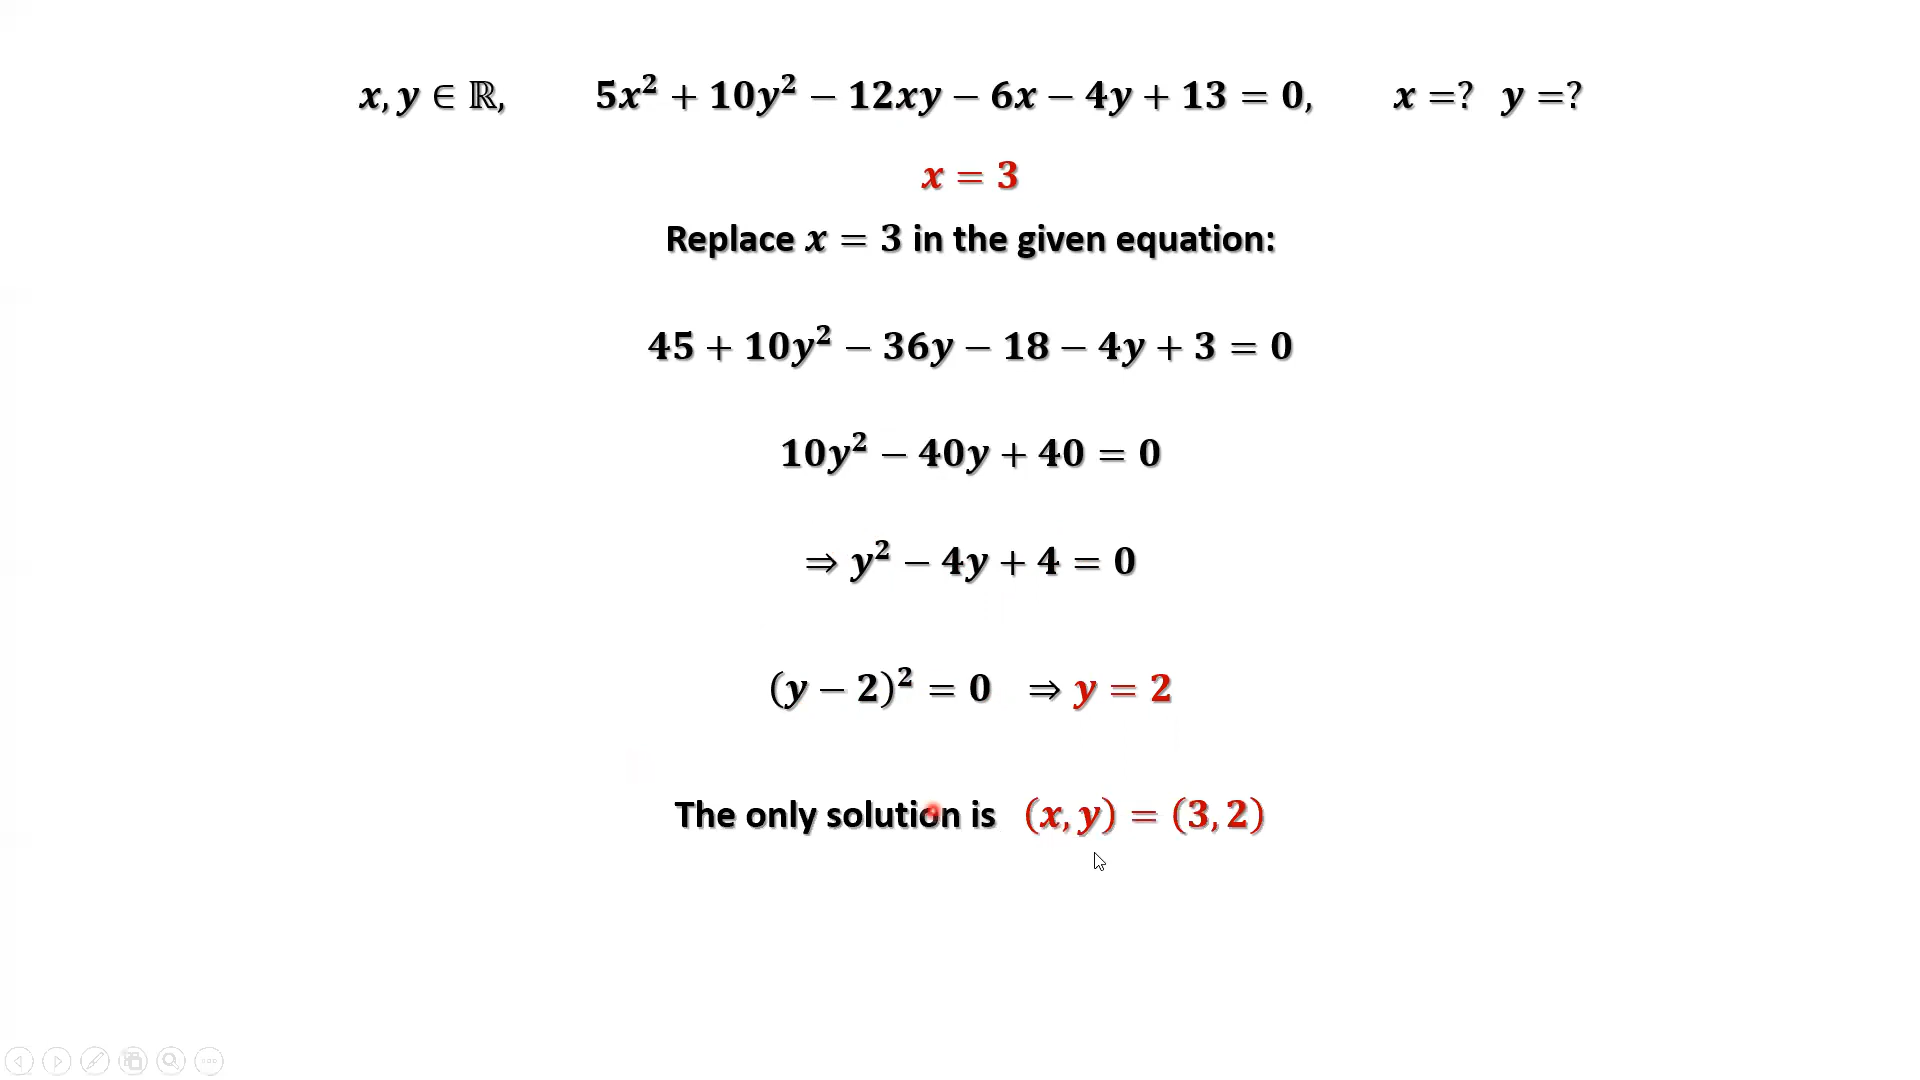 x, y ∈ ℝ, 5x² + 10y² − 12xy − 6x − 4y + 13 = 0, x =? y =?
x = 3
Replace x = 3 in the given equation:
45 + 10y² − 36y − 18 − 4y + 3 = 0
10y² − 40y + 40 = 0
⇒ y² − 4y + 4 = 0
(y − 2)² = 0 ⇒ y = 2
The only solution is (x, y) = (3, 2)